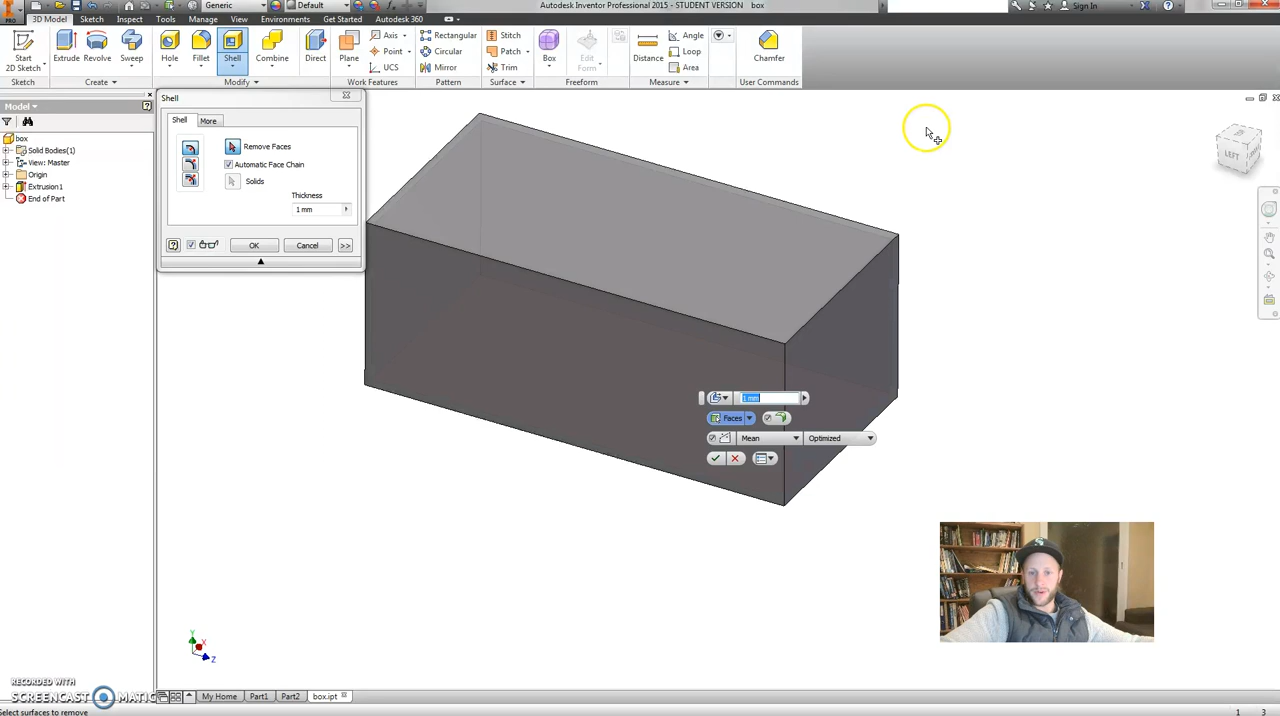 Generic
Default
Autodesk Inventor Professional 2015 - STUDENT VERSION box
Sign In
3D Model Sketch Inspect Tools Manage View Environments Get Started Autodesk 360
Start
2D Sketch
Extrude Revolve Sweep
Hole Fillet Shell Combine Direct
Plane
Axis
Point
UCS
Rectangular
Circular
Mirror
Stitch
Patch
Trim
Box
Edit
Form
Distance
Angle
Loop
Area
Chamfer
Sketch Create Modify Work Features Pattern Surface Freeform Measure User Commands
Model
box
Solid Bodies(1)
View: Master
Origin
Extrusion1
End of Part
Shell
Shell More
Remove Faces
Automatic Face Chain
Solids
Thickness
1 mm
OK Cancel >>
LEFT
1 mm
Faces
Mean Optimized
Y
X
Z
RECORDED WITH
SCREENCAST MATIC
My Home Part1 Part2 box.ipt
Select surfaces to remove
1 3